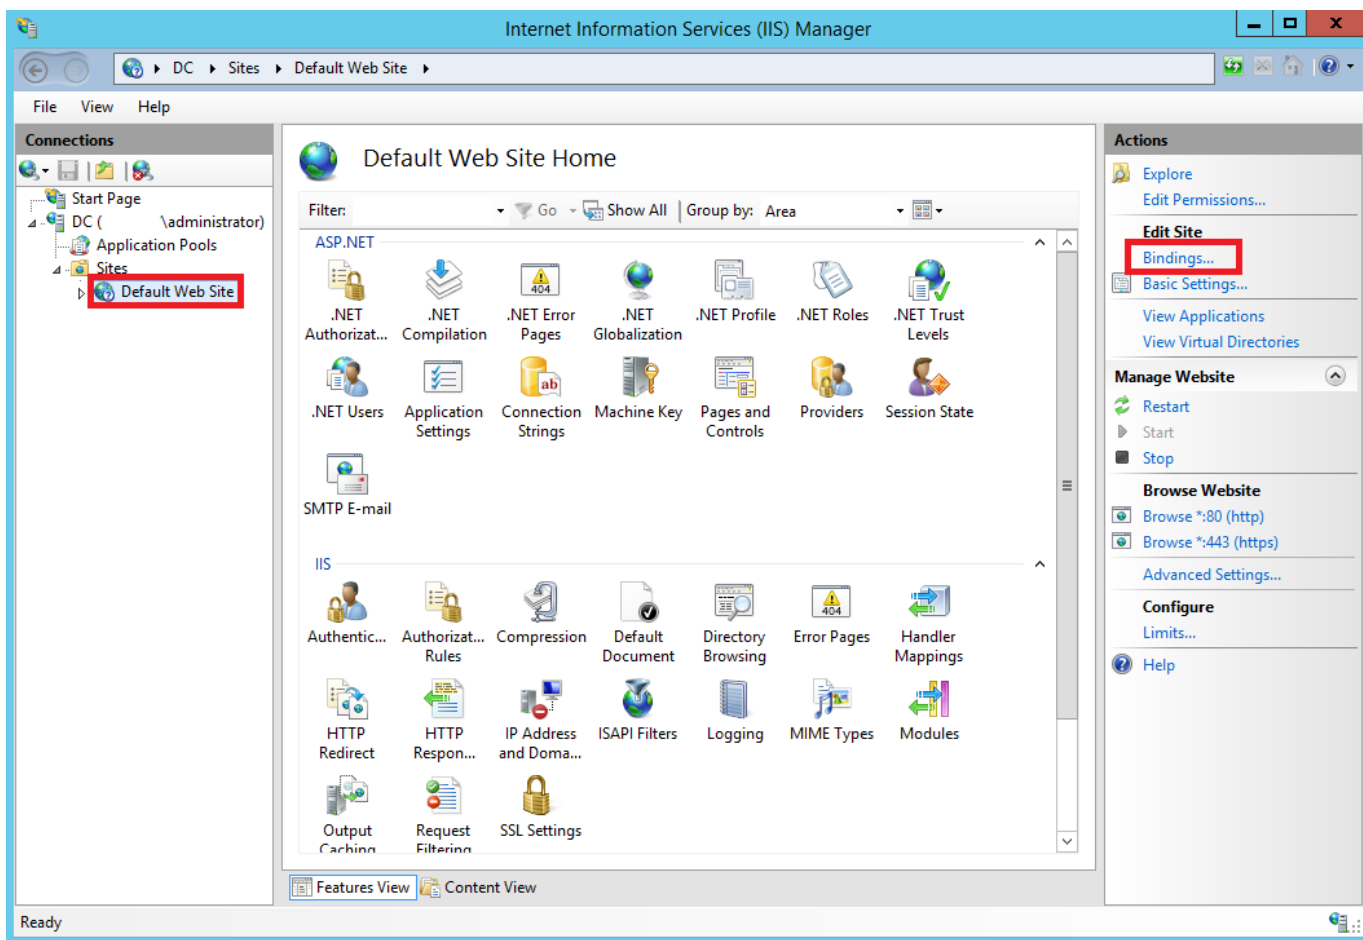 Internet Information Services (IIS) Manager
DC Sites Default Web Site
File View Help
Connections
Start Page
DC ( \administrator)
Application Pools
Sites
Default Web Site
Default Web Site Home
Filter: Go Show All Group by: Area
ASP.NET
.NET Authorizat...
.NET Compilation
.NET Error Pages
.NET Globalization
.NET Profile
.NET Roles
.NET Trust Levels
404
.NET Users
Application Settings
ab
Connection Strings
Machine Key
Pages and Controls
Providers
Session State
SMTP E-mail
IIS
Authentic...
Authorizat... Rules
Compression
Default Document
Directory Browsing
404
Error Pages
Handler Mappings
HTTP Redirect
HTTP Respon...
IP Address and Doma...
ISAPI Filters
Logging
MIME Types
Modules
Output Caching
Request Filtering
SSL Settings
Features View Content View
Actions
Explore
Edit Permissions...
Edit Site
Bindings...
Basic Settings...
View Applications
View Virtual Directories
Manage Website
Restart
Start
Stop
Browse Website
Browse *:80 (http)
Browse *:443 (https)
Advanced Settings...
Configure
Limits...
Help
Ready